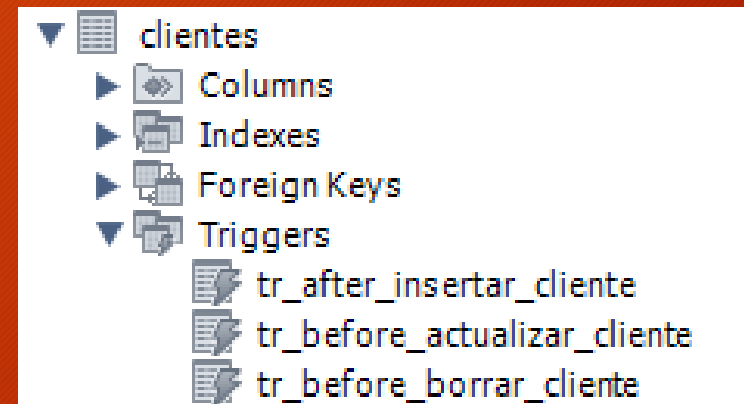 clientes
Columns
Indexes
Foreign Keys
Triggers
tr_after_insertar_cliente
tr_before_actualizar_cliente
tr_before_borrar_cliente